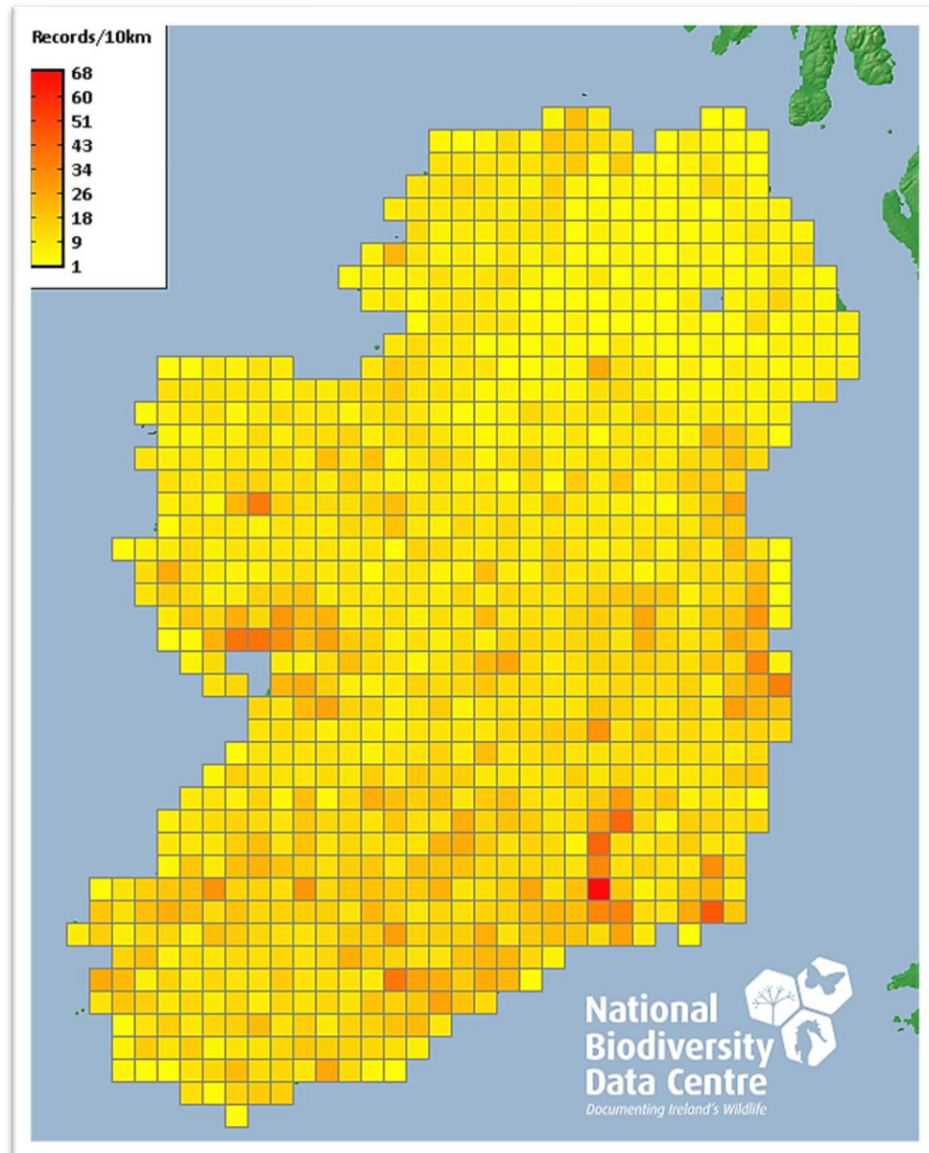 Records/10km
68
60
51
43
34
26
18
9
1
National
Biodiversity
Data Centre
Documenting Ireland's Wildlife